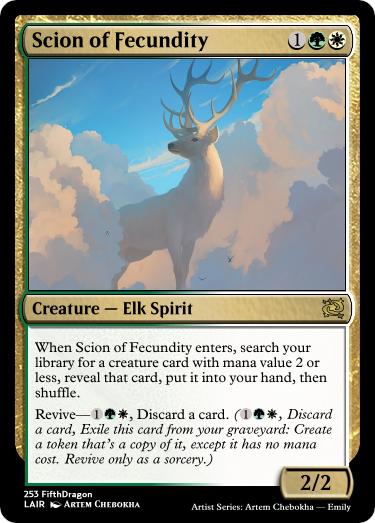 Scion of Fecundity 1
Creature — Elk Spirit
When Scion of Fecundity enters, search your
library for a creature card with mana value 2 or
less, reveal that card, put it into your hand, then
shuffle.
Revive—1, Discard a card. (1, Discard
a card, Exile this card from your graveyard: Create
a token that's a copy of it, except it has no mana
cost. Revive only as a sorcery.)
2/2
253 FifthDragon
LAIR Artem Chebokha
Artist Series: Artem Chebokha — Emily